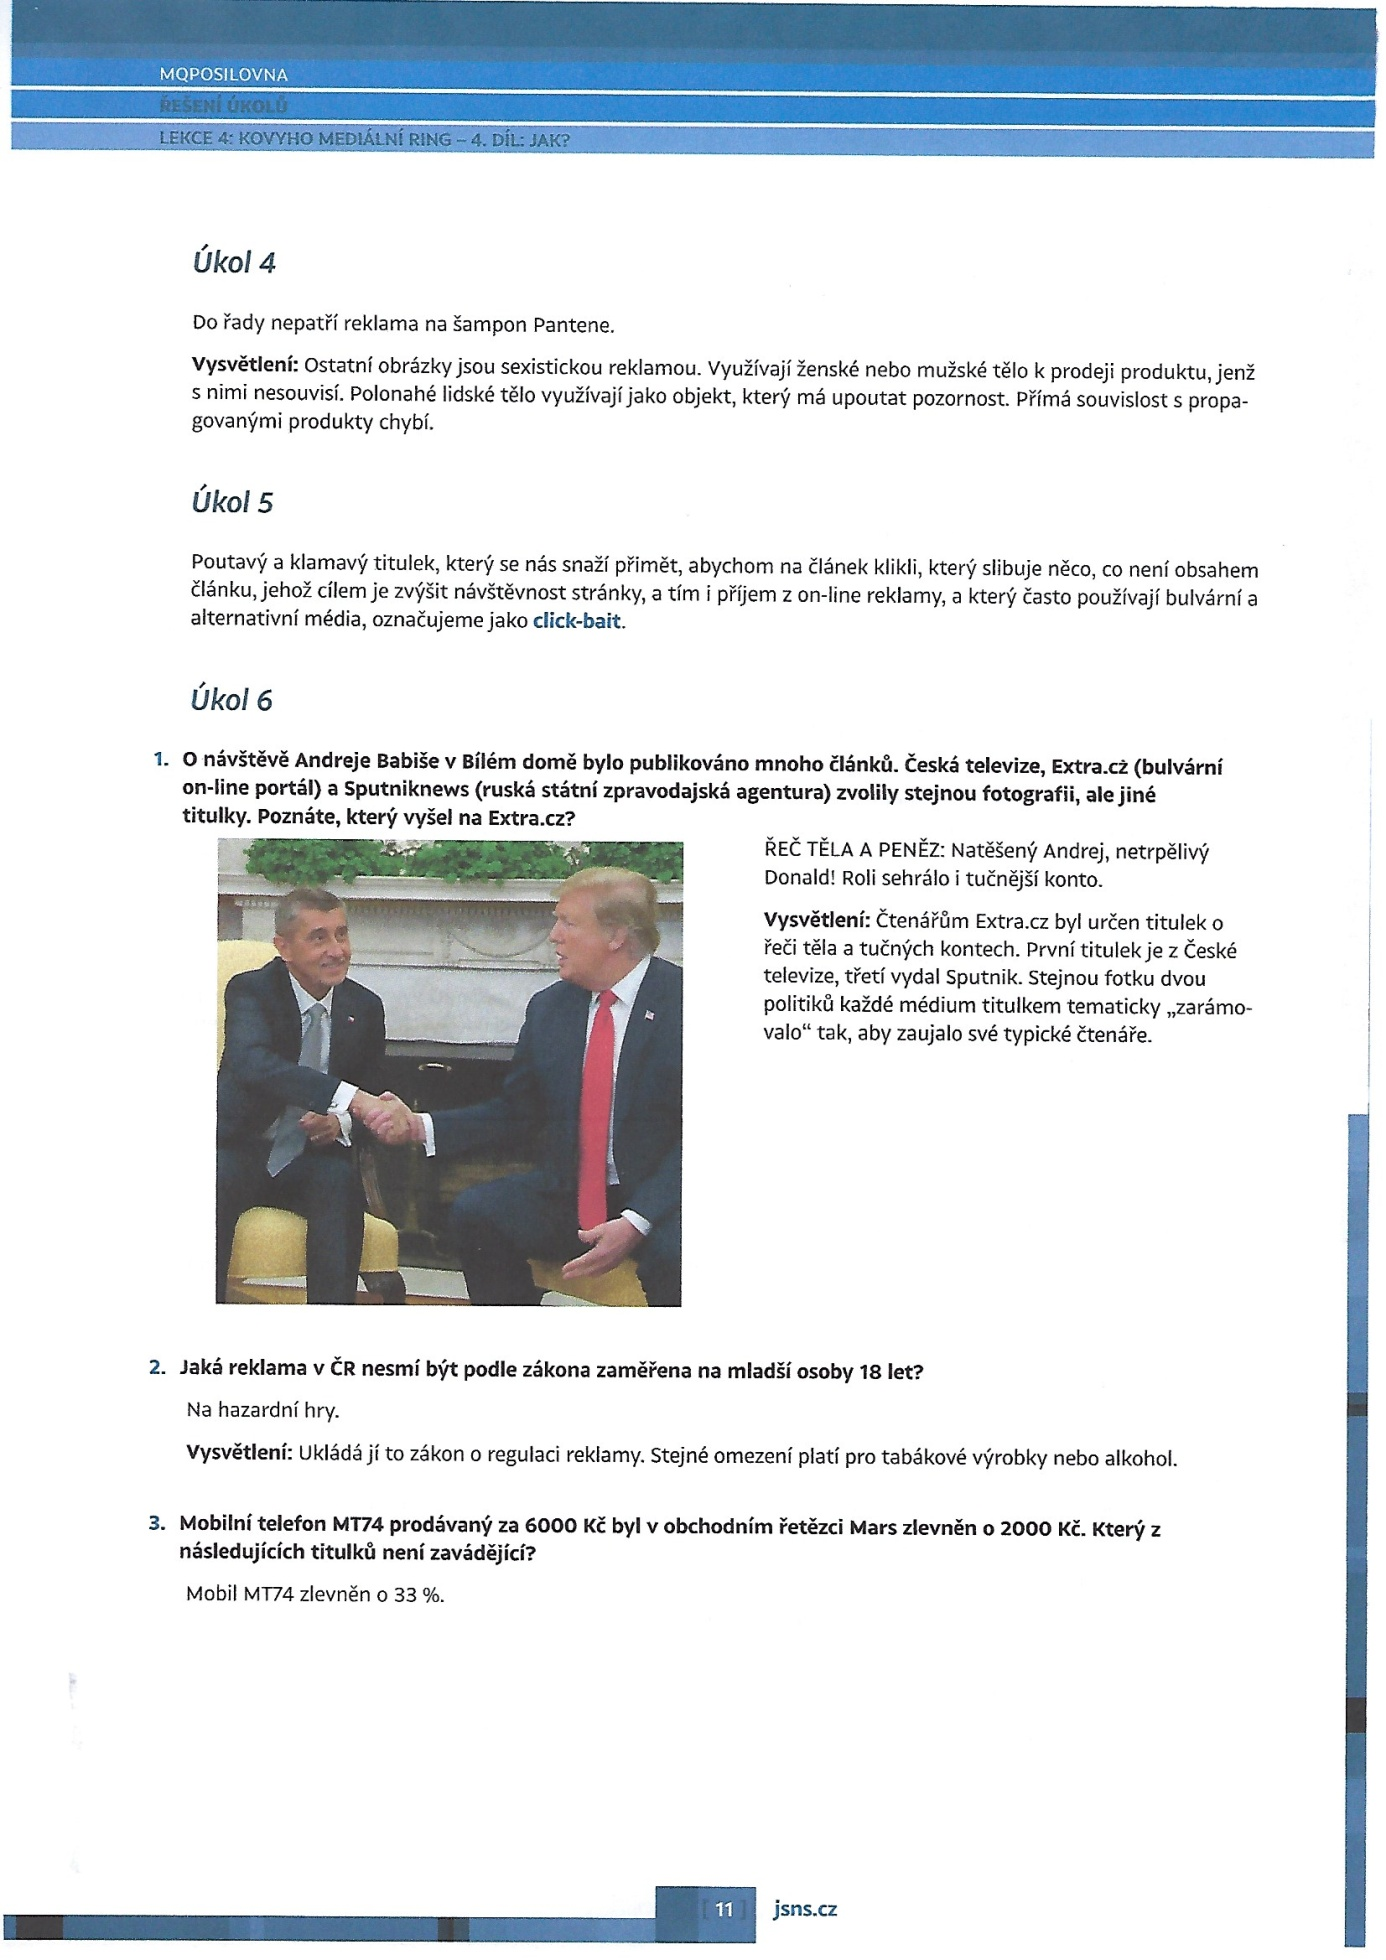 MQPOSILOVNA
ŘEŠENÍ ÚKOLŮ
LEKCE 4: KOVYHO MEDIÁLNÍ RING – 4. DÍL: JAK?
Úkol 4
Do řady nepatří reklama na šampon Pantene.
Vysvětlení: Ostatní obrázky jsou sexistickou reklamou. Využívají ženské nebo mužské tělo k prodeji produktu, jenž
s nimi nesouvisí. Polonahé lidské tělo využívají jako objekt, který má upoutat pozornost. Přímá souvislost s propa-
govanými produkty chybí.
Úkol 5
Poutavý a klamavý titulek, který se nás snaží přimět, abychom na článek klikli, který slibuje něco, co není obsahem
článku, jehož cílem je zvýšit návštěvnost stránky, a tím i příjem z on-line reklamy, a který často používají bulvární a
alternativní média, označujeme jako click-bait.
Úkol 6
1. O návštěvě Andreje Babiše v Bílém domě bylo publikováno mnoho článků. Česká televize, Extra.cz (bulvární
on-line portál) a Sputniknews (ruská státní zpravodajská agentura) zvolily stejnou fotografii, ale jiné
titulky. Poznáte, který vyšel na Extra.cz?
ŘEČ TĚLA A PENĚZ: Natěšený Andrej, netrpělivý
Donald! Roli sehrálo i tučnější konto.
Vysvětlení: Čtenářům Extra.cz byl určen titulek o
řeči těla a tučných kontech. První titulek je z České
televize, třetí vydal Sputnik. Stejnou fotku dvou
politiků každé médium titulkem tematicky „zarámo-
valo“ tak, aby zaujalo své typické čtenáře.
2. Jaká reklama v ČR nesmí být podle zákona zaměřena na mladší osoby 18 let?
Na hazardní hry.
Vysvětlení: Ukládá jí to zákon o regulaci reklamy. Stejné omezení platí pro tabákové výrobky nebo alkohol.
3. Mobilní telefon MT74 prodávaný za 6000 Kč byl v obchodním řetězci Mars zlevněn o 2000 Kč. Který z
následujících titulků není zavádějící?
Mobil MT74 zlevněn o 33 %.
[ 11 ] jsns.cz